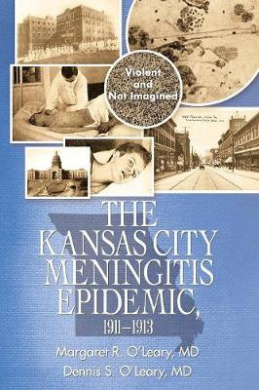 Violent and
Not Imagined
THE
KANSAS CITY
MENINGITIS
EPIDEMIC,
1911–1913
Margaret R. O'Leary, MD
Dennis S. O'Leary, MD